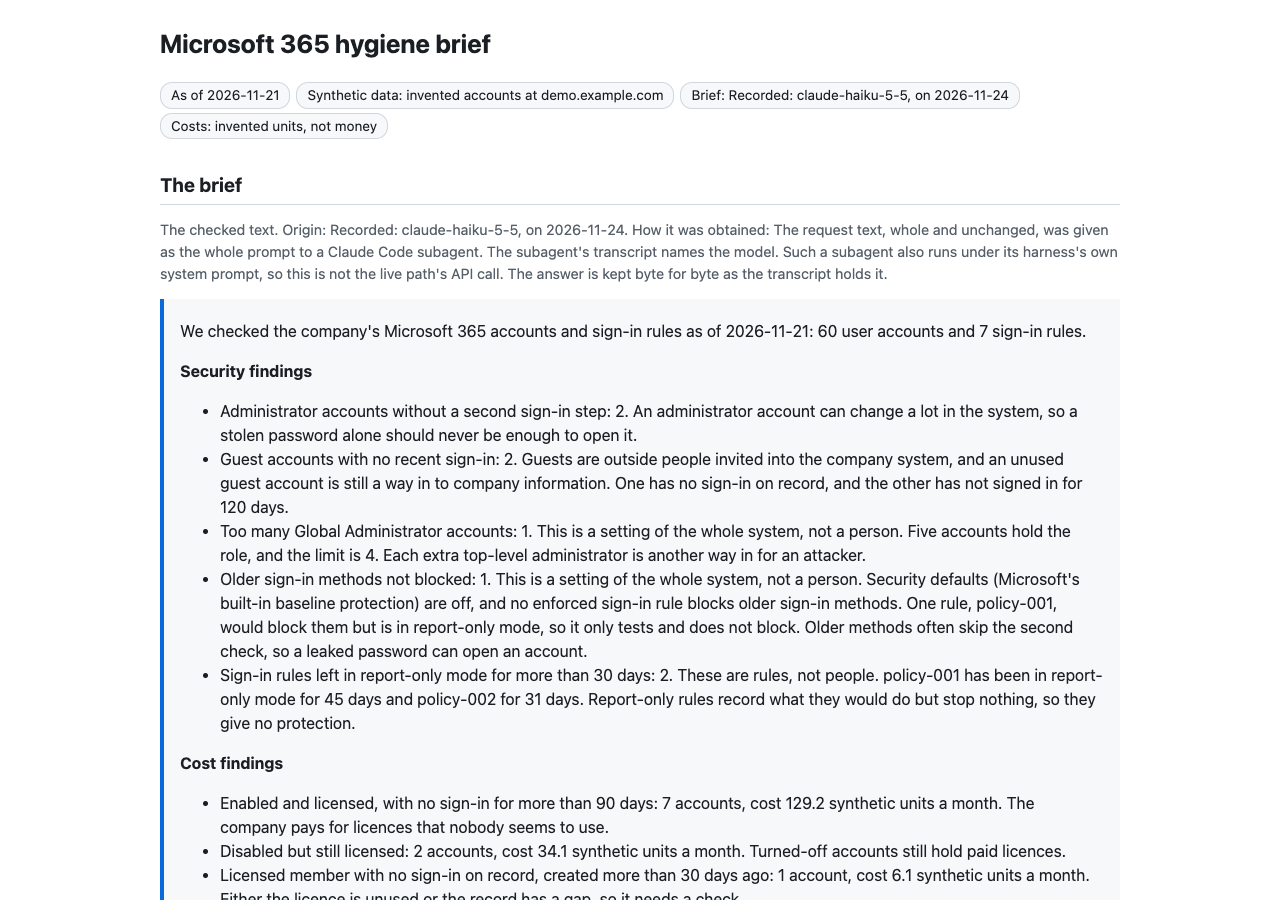 Microsoft 365 hygiene brief
As of 2026-11-21
Synthetic data: invented accounts at demo.example.com
Brief: Recorded: claude-haiku-5-5, on 2026-11-24
Costs: invented units, not money
The brief
The checked text. Origin: Recorded: claude-haiku-5-5, on 2026-11-24. How it was obtained: The request text, whole and unchanged, was given
as the whole prompt to a Claude Code subagent. The subagent's transcript names the model. Such a subagent also runs under its harness's own
system prompt, so this is not the live path's API call. The answer is kept byte for byte as the transcript holds it.
We checked the company's Microsoft 365 accounts and sign-in rules as of 2026-11-21: 60 user accounts and 7 sign-in rules.
Security findings
• Administrator accounts without a second sign-in step: 2. An administrator account can change a lot in the system, so a
stolen password alone should never be enough to open it.
• Guest accounts with no recent sign-in: 2. Guests are outside people invited into the company system, and an unused
guest account is still a way in to company information. One has no sign-in on record, and the other has not signed in for
120 days.
• Too many Global Administrator accounts: 1. This is a setting of the whole system, not a person. Five accounts hold the
role, and the limit is 4. Each extra top-level administrator is another way in for an attacker.
• Older sign-in methods not blocked: 1. This is a setting of the whole system, not a person. Security defaults (Microsoft's
built-in baseline protection) are off, and no enforced sign-in rule blocks older sign-in methods. One rule, policy-001,
would block them but is in report-only mode, so it only tests and does not block. Older methods often skip the second
check, so a leaked password can open an account.
• Sign-in rules left in report-only mode for more than 30 days: 2. These are rules, not people. policy-001 has been in report-
only mode for 45 days and policy-002 for 31 days. Report-only rules record what they would do but stop nothing, so they
give no protection.
Cost findings
• Enabled and licensed, with no sign-in for more than 90 days: 7 accounts, cost 129.2 synthetic units a month. The
company pays for licences that nobody seems to use.
• Disabled but still licensed: 2 accounts, cost 34.1 synthetic units a month. Turned-off accounts still hold paid licences.
• Licensed member with no sign-in on record, created more than 30 days ago: 1 account, cost 6.1 synthetic units a month.
Either the licence is unused or the record has a gap, so it needs a check.